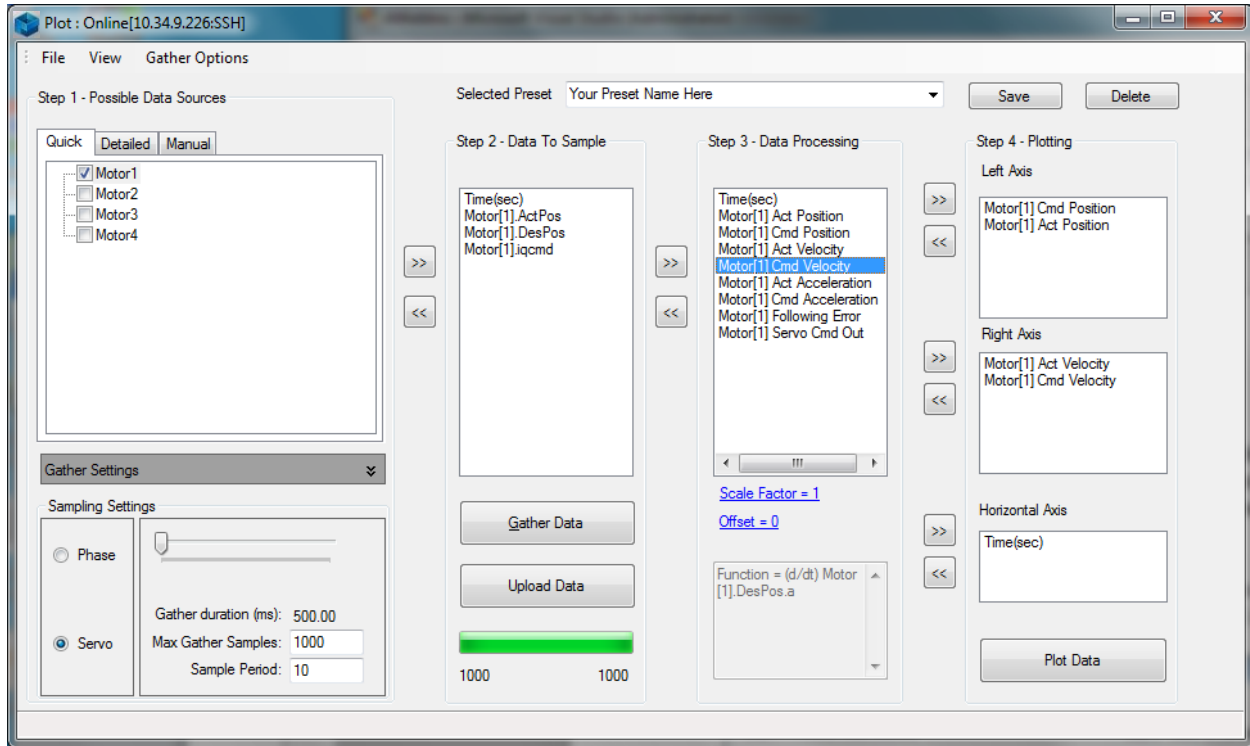 Plot : Online[10.34.9.226:SSH]
File View Gather Options
Step 1 - Possible Data Sources
Quick Detailed Manual
Motor1
Motor2
Motor3
Motor4
>>
<<
Gather Settings
Sampling Settings
Phase
Servo
Gather duration (ms): 500.00
Max Gather Samples: 1000
Sample Period: 10
Selected Preset Your Preset Name Here
Save Delete
Step 2 - Data To Sample
Time(sec)
Motor[1].ActPos
Motor[1].DesPos
Motor[1].iqcmd
>>
<<
Gather Data
Upload Data
1000 1000
Step 3 - Data Processing
Time(sec)
Motor[1] Act Position
Motor[1] Cmd Position
Motor[1] Act Velocity
Motor[1] Cmd Velocity
Motor[1] Act Acceleration
Motor[1] Cmd Acceleration
Motor[1] Following Error
Motor[1] Servo Cmd Out
Scale Factor = 1
Offset = 0
Function = (d/dt) Motor
[1].DesPos.a
Step 4 - Plotting
Left Axis
>>
<<
Motor[1] Cmd Position
Motor[1] Act Position
Right Axis
>>
<<
Motor[1] Act Velocity
Motor[1] Cmd Velocity
Horizontal Axis
>>
<<
Time(sec)
Plot Data